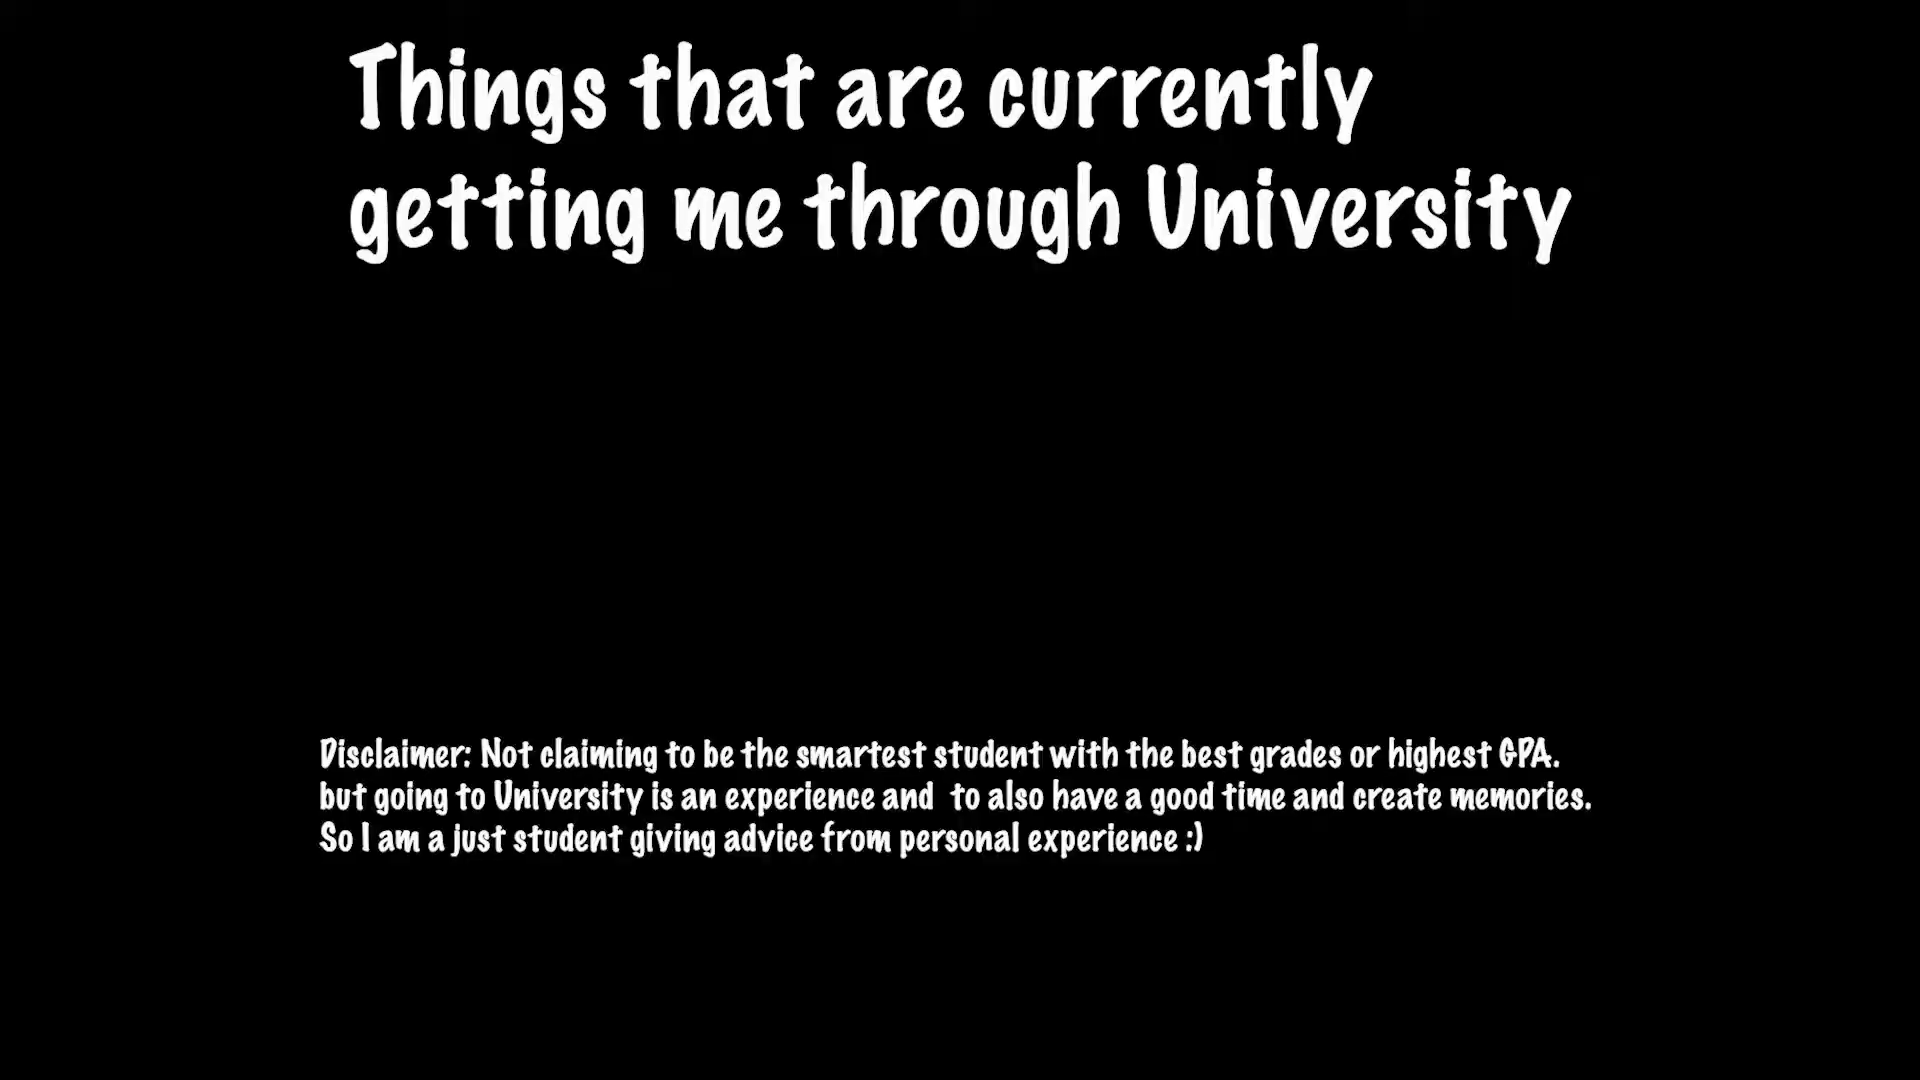 Things that are currently
getting me through University
Disclaimer: Not claiming to be the smartest student with the best grades or highest GPA.
but going to University is an experience and  to also have a good time and create memories.
So I am a just student giving advice from personal experience :)